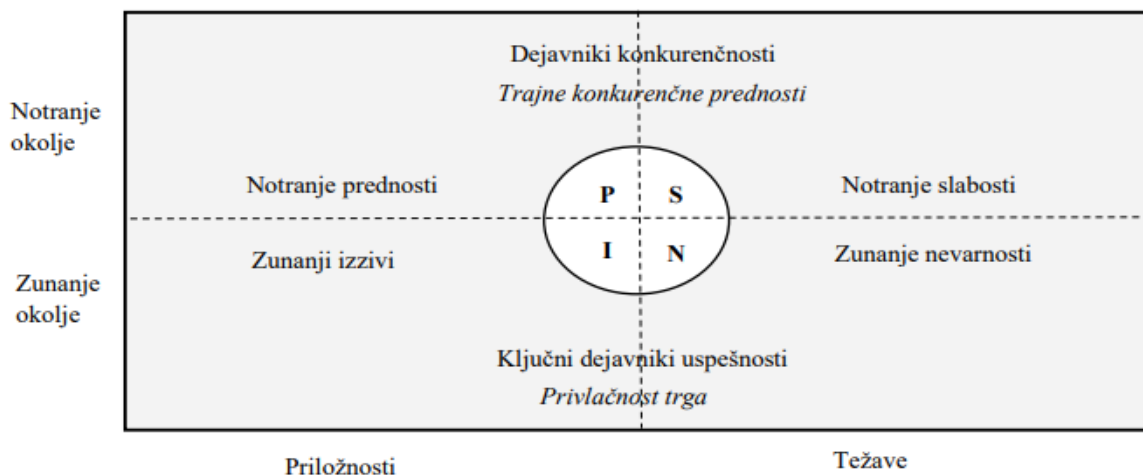 Dejavniki konkurenčnosti
Trajne konkurenčne prednosti
Notranje
okolje
Notranje prednosti
P
S
Notranje slabosti
Zunanji izzivi
I
N
Zunanje nevarnosti
Zunanje
okolje
Ključni dejavniki uspešnosti
Privlačnost trga
Priložnosti
Težave